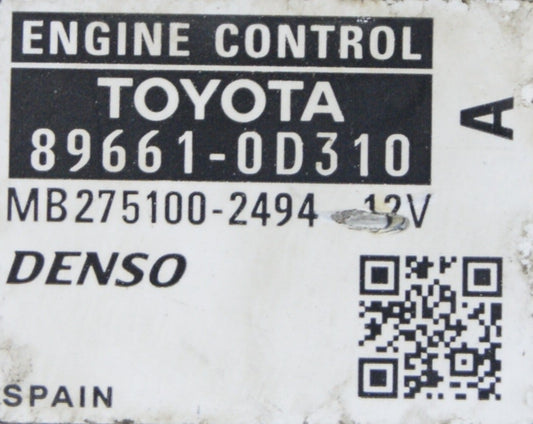 ENGINE CONTROL
TOYOTA
89661-0D310
A
MB275100-2494 12V
DENSO
SPAIN